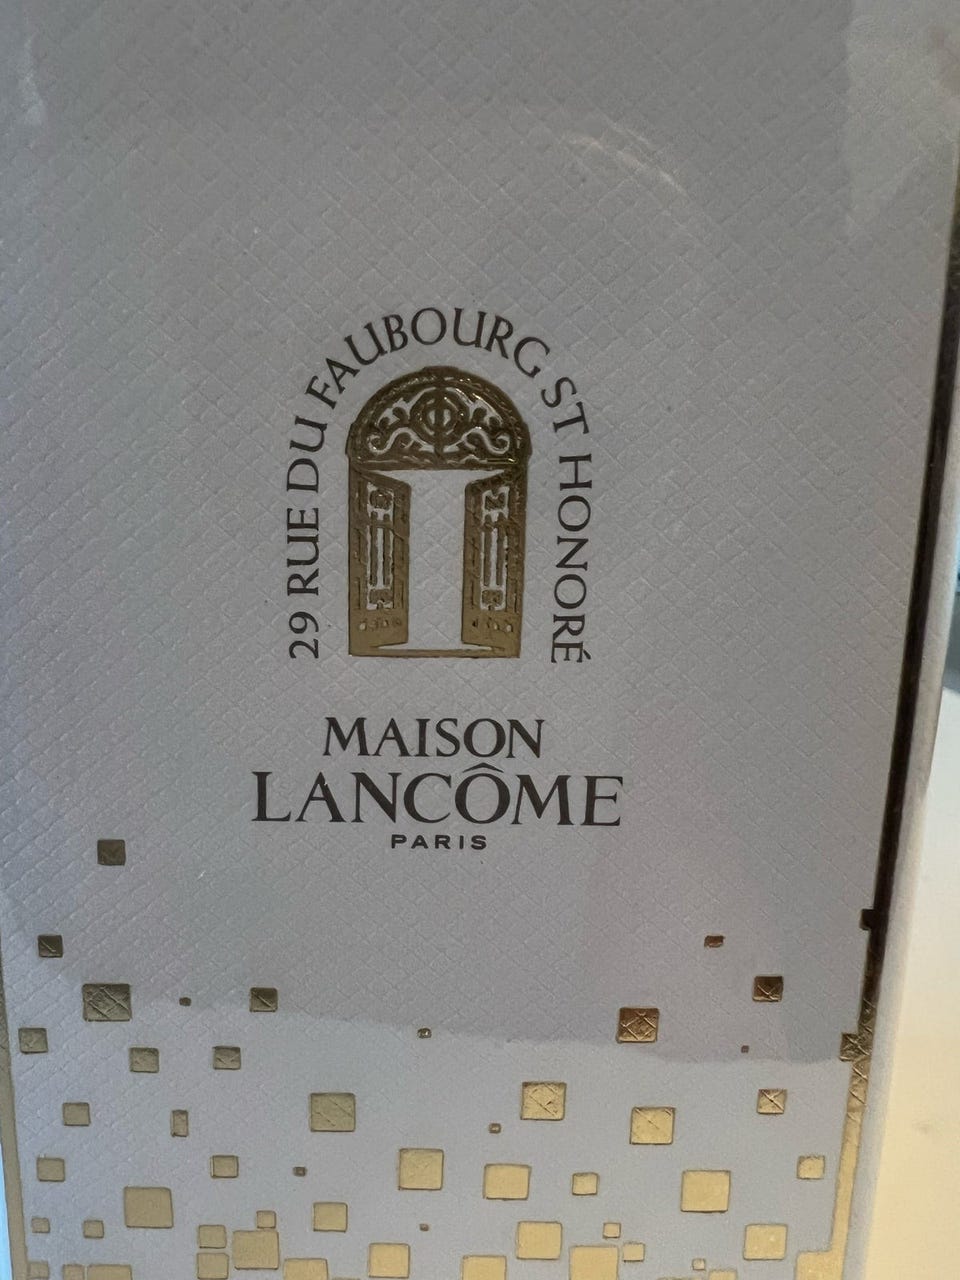 29 RUE DU FAUBOURG ST HONORÉ
MAISON
LANCÔME
PARIS